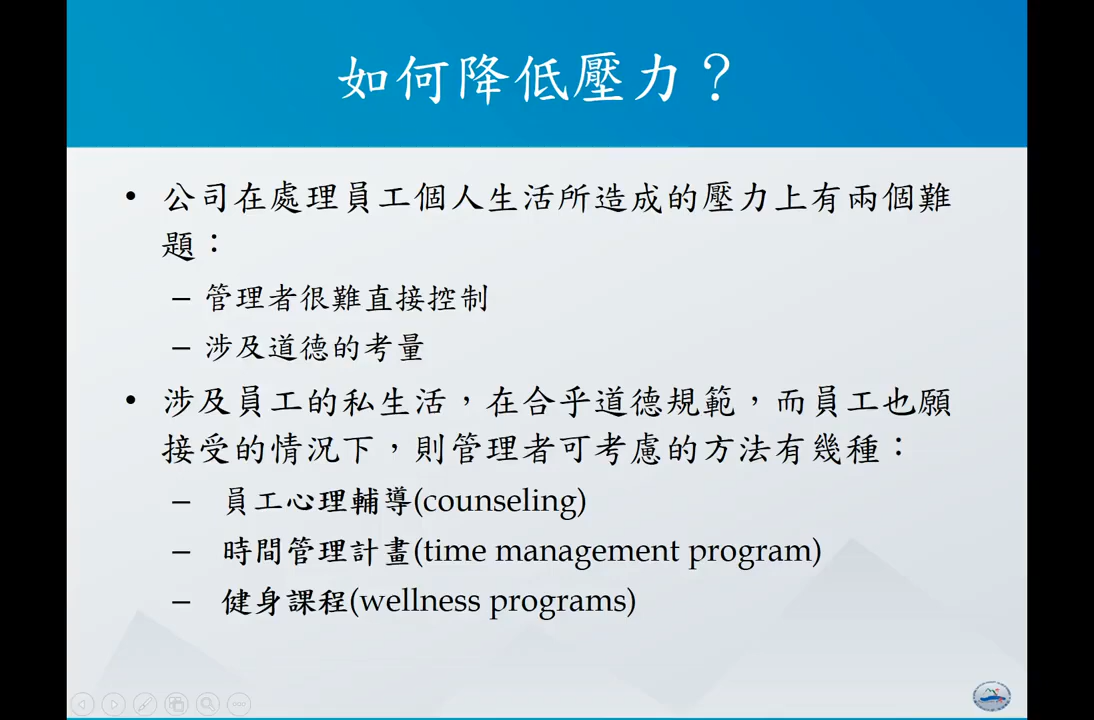 如何降低壓力？
• 公司在處理員工個人生活所造成的壓力上有兩個難
題：
– 管理者很難直接控制
– 涉及道德的考量
• 涉及員工的私生活，在合乎道德規範，而員工也願
接受的情況下，則管理者可考慮的方法有幾種：
– 員工心理輔導(counseling)
– 時間管理計畫(time management program)
– 健身課程(wellness programs)